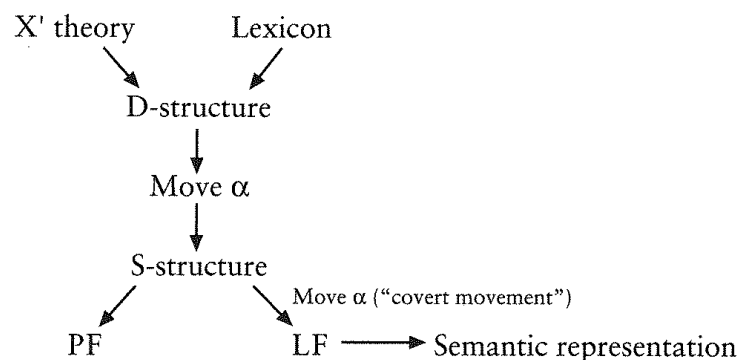 X' theory Lexicon
D-structure
Move α
S-structure
Move α (“covert movement”)
PF LF Semantic representation